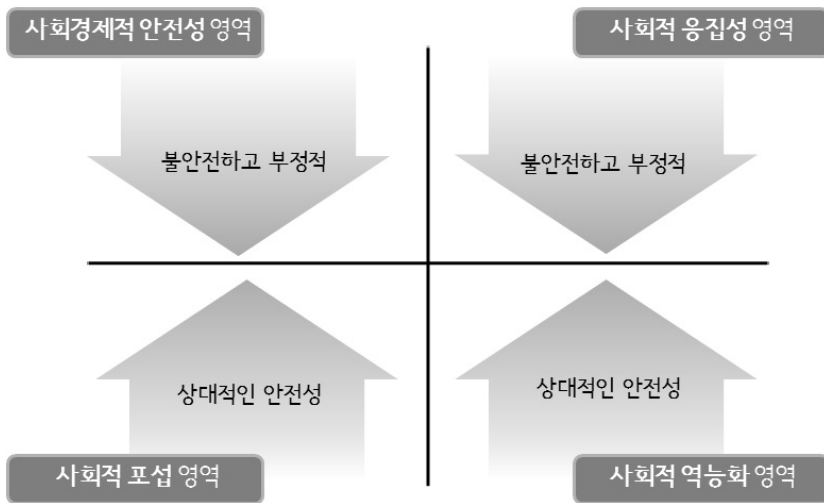 사회경제적 안전성 영역
사회적 응집성 영역
불안전하고 부정적
불안전하고 부정적
상대적인 안전성
상대적인 안전성
사회적 포섭 영역
사회적 역능화 영역